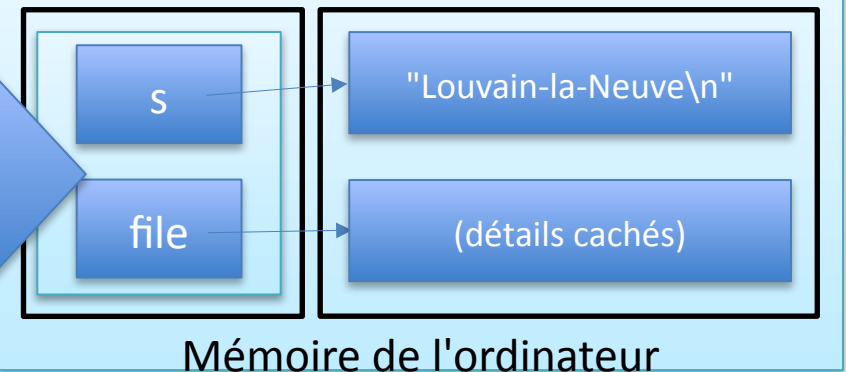 s
"Louvain-la-Neuve\n"
file
(détails cachés)
Mémoire de l'ordinateur